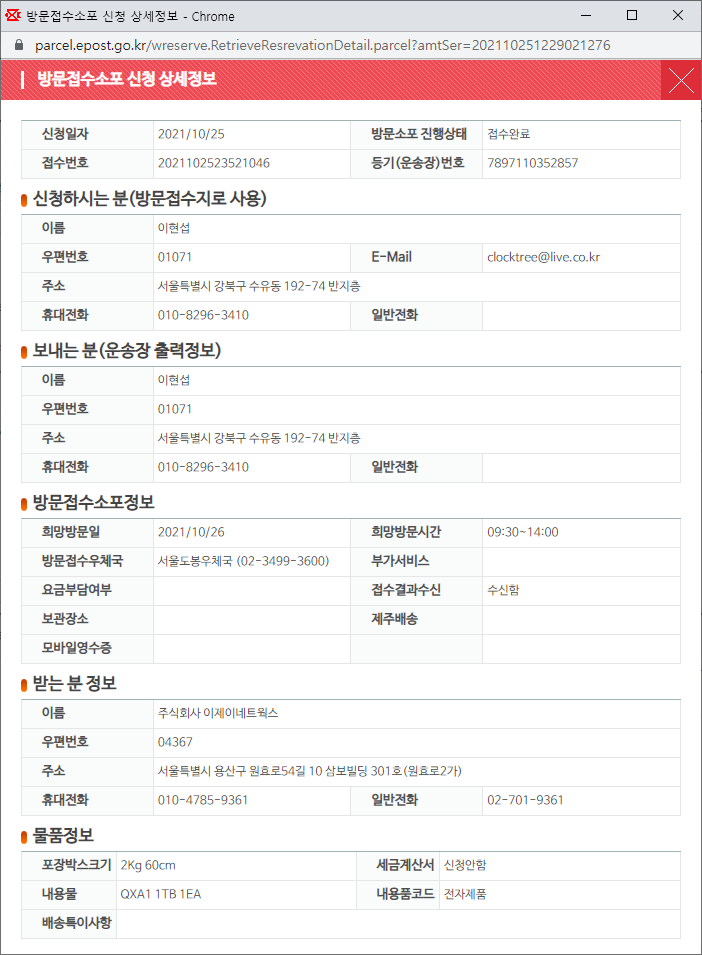 방문접수소포 신청 상세정보 - Chrome
parcel.epost.go.kr/wreserve.RetrieveResrevationDetail.parcel?amtSer=202110251229021276
방문접수소포 신청 상세정보
신청일자 2021/10/25 방문소포 진행상태 접수완료
접수번호 2021102523521046 등기(운송장)번호 7897110352857
신청하시는 분(방문접수지로 사용)
이름 이현섭
우편번호 01071 E-Mail clocktree@live.co.kr
주소 서울특별시 강북구 수유동 192-74 반지층
휴대전화 010-8296-3410 일반전화
보내는 분(운송장 출력정보)
이름 이현섭
우편번호 01071
주소 서울특별시 강북구 수유동 192-74 반지층
휴대전화 010-8296-3410 일반전화
방문접수소포정보
희망방문일 2021/10/26 희망방문시간 09:30~14:00
방문접수우체국 서울도봉우체국 (02-3499-3600) 부가서비스
요금부담여부 접수결과수신 수신함
보관장소 제주배송
모바일영수증
받는 분 정보
이름 주식회사 이제이네트웍스
우편번호 04367
주소 서울특별시 용산구 원효로54길 10 삼보빌딩 301호(원효로2가)
휴대전화 010-4785-9361 일반전화 02-701-9361
물품정보
포장박스크기 2Kg 60cm 세금계산서 신청안함
내용물 QXA1 1TB 1EA 내용품코드 전자제품
배송특이사항